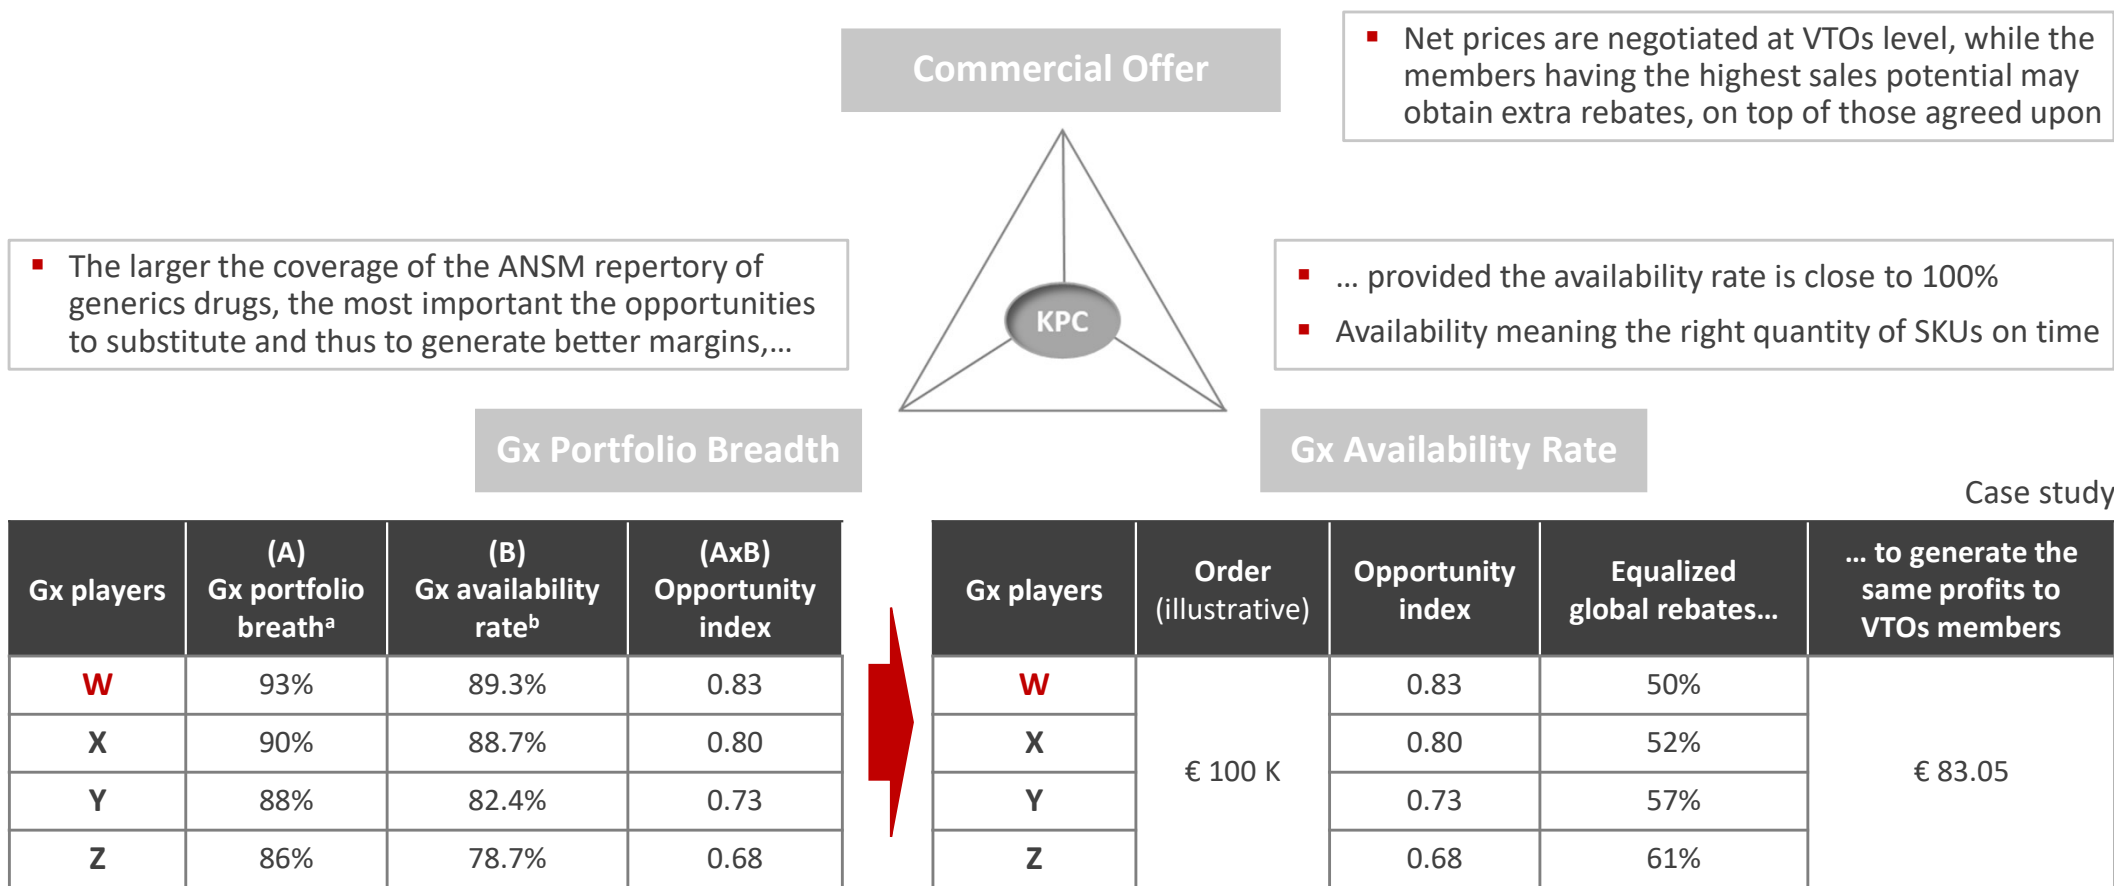 Commercial Offer
▪ Net prices are negotiated at VTOs level, while the
members having the highest sales potential may
obtain extra rebates, on top of those agreed upon
▪ The larger the coverage of the ANSM repertory of
generics drugs, the most important the opportunities
to substitute and thus to generate better margins,...
KPC
▪ ... provided the availability rate is close to 100%
▪ Availability meaning the right quantity of SKUs on time
Gx Portfolio Breadth
Gx Availability Rate
Case study
Gx players | (A) Gx portfolio breathᵃ | (B) Gx availability rateᵇ | (AxB) Opportunity index
W | 93% | 89.3% | 0.83
X | 90% | 88.7% | 0.80
Y | 88% | 82.4% | 0.73
Z | 86% | 78.7% | 0.68
Gx players | Order (illustrative) | Opportunity index | Equalized global rebates... | ... to generate the same profits to VTOs members
W | € 100 K | 0.83 | 50% | € 83.05
X | 0.80 | 52%
Y | 0.73 | 57%
Z | 0.68 | 61%